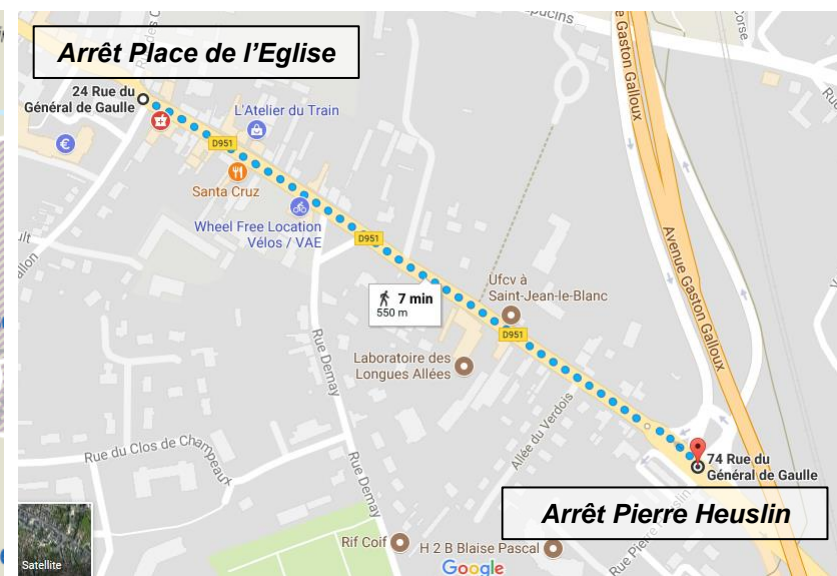 Arrêt Place de l'Eglise
24 Rue du
Général de Gaulle
L'Atelier du Train
D951
Santa Cruz
Wheel Free Location
Vélos / VAE
D951
7 min
550 m
Ufcv à
Saint-Jean-le-Blanc
D951
Laboratoire des
Longues Allées
Rue Demay
Rue Demay
Allée du Verdois
Rue du Clos de Champeaux
e Gaston Galloux
Avenue Gaston Galloux
74 Rue du
Général de Gaulle
Arrêt Pierre Heuslin
Rif Coif
H 2 B Blaise Pascal
Rue Pierre Heuslin
Satellite
Google